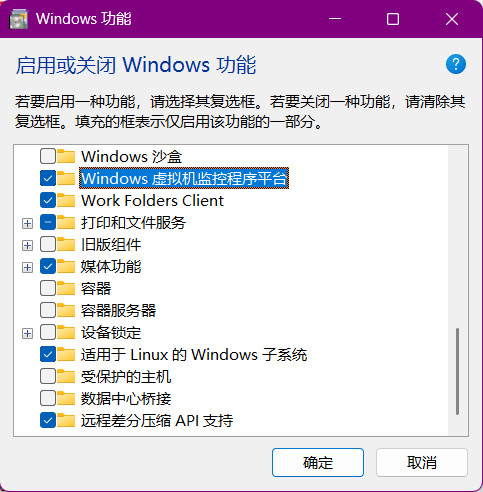 Windows 功能
启用或关闭 Windows 功能
?
若要启用一种功能，请选择其复选框。若要关闭一种功能，请清除其
复选框。填充的框表示仅启用该功能的一部分。
Windows 沙盒
Windows 虚拟机监控程序平台
Work Folders Client
打印和文件服务
旧版组件
媒体功能
容器
容器服务器
设备锁定
适用于 Linux 的 Windows 子系统
受保护的主机
数据中心桥接
远程差分压缩 API 支持
确定
取消